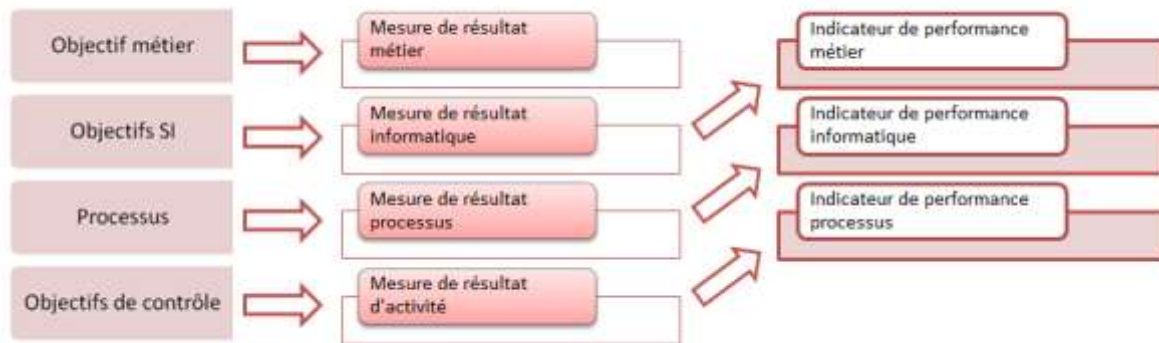 Objectif métier
Mesure de résultat
métier
Indicateur de performance
métier
Objectifs SI
Mesure de résultat
informatique
Indicateur de performance
informatique
Processus
Mesure de résultat
processus
Indicateur de performance
processus
Objectifs de contrôle
Mesure de résultat
d'activité